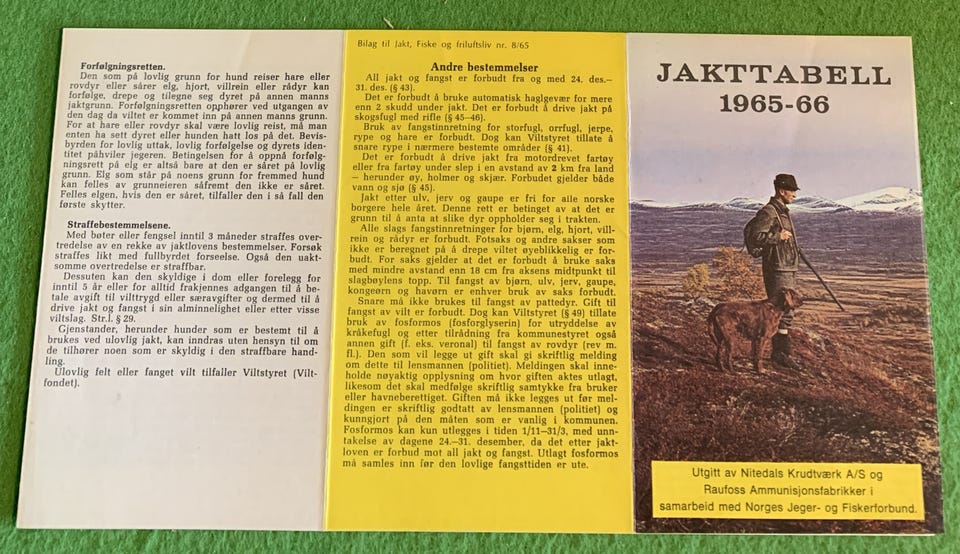 Forfølgningsretten.
Den som på lovlig grunn for hund reiser hare eller
rovdyr eller sårer elg, hjort, villrein eller rådyr kan
forfølge, drepe og tilegne seg dyret på annen manns
jaktgrunn. Forfølgningsretten opphører ved utgangen av
den dag da viltet er kommet inn på annen manns grunn.
For at hare eller rovdyr skal være lovlig reist, må man
enten ha sett dyret eller hunden hatt los på det. Bevis-
byrden for lovlig uttak, lovlig forfølgelse og dyrets iden-
titet påhviler jegeren. Betingelsen for å oppnå forfølg-
ningsrett på elg er altså bare at den er såret på lovlig
grunn. Elg som står på noens grunn for fremmed hund
kan felles av grunneieren såfremt den ikke er såret.
Felles elgen, hvis den er såret, tilfaller den i så fall den
første skytter.
Straffebestemmelsene.
Med bøter eller fengsel inntil 3 måneder straffes over-
tredelse av en rekke av jaktlovens bestemmelser. Forsøk
straffes likt med fullbyrdet forseelse. Også den uakt-
somme overtredelse er straffbar.
Dessuten kan den skyldige i dom eller forelegg for
inntil 5 år eller for alltid frakjennes adgangen til å be-
tale avgift til vilttrygd eller særavgifter og dermed til å
drive jakt og fangst i sin alminnelighet eller etter visse
viltslag. Str.l. § 29.
Gjenstander, herunder hunder som er bestemt til å
brukes ved ulovlig jakt, kan inndras uten hensyn til om
de tilhører noen som er skyldig i den straffbare hand-
ling.
Ulovlig felt eller fanget vilt tilfaller Viltstyret (Vilt-
fondet).
Bilag til Jakt, Fiske og friluftsliv nr. 8/65
Andre bestemmelser
All jakt og fangst er forbudt fra og med 24. des.—
31. des. (§ 43).
Det er forbudt å bruke automatisk haglgevær for mere
enn 2 skudd under jakt. Det er forbudt å drive jakt på
skogsfugl med rifle (§ 45—46).
Bruk av fangstinnretning for storfugl, orrfugl, jerpe,
rype og hare er forbudt. Dog kan Viltstyret tillate å
snare rype i nærmere bestemte områder (§ 41).
Det er forbudt å drive jakt fra motordrevet fartøy
eller fra fartøy under slep i en avstand av 2 km fra land
— herunder øy, holmer og skjær. Forbudet gjelder både
vann og sjø (§ 45).
Jakt etter ulv, jerv og gaupe er fri for alle norske
borgere hele året. Denne rett er betinget av at det er
grunn til å anta at slike dyr oppholder seg i trakten.
Alle slags fangstinnretninger for bjørn, elg, hjort, vill-
rein og rådyr er forbudt. Fotsaks og andre sakser som
ikke er beregnet på å drepe viltet øyeblikkelig er for-
budt. For saks gjelder at det er forbudt å bruke saks
med mindre avstand enn 18 cm fra aksens midtpunkt til
slagbøylens topp. Til fangst av bjørn, ulv, jerv, gaupe,
kongeørn og havørn er enhver bruk av saks forbudt.
Snare må ikke brukes til fangst av pattedyr. Gift til
fangst av vilt er forbudt. Dog kan Viltstyret (§ 49) tillate
bruk av fosformos (fosforglyserin) for utryddelse av
kråkefugl og etter tilrådning fra kommunestyret også
annen gift (f. eks. veronal) til fangst av rovdyr (rev m.
fl.). Den som vil legge ut gift skal gi skriftlig melding
om dette til lensmannen (politiet). Meldingen skal inne-
holde nøyaktig opplysning om hvor giften aktes utlagt,
likesom det skal medfølge skriftlig samtykke fra bruker
eller havneberettiget. Giften må ikke legges ut før mel-
dingen er skriftlig godtatt av lensmannen (politiet) og
kunngjort på den måten som er vanlig i kommunen.
Fosformos kan kun utlegges i tiden 1/11—31/3, med unn-
takelse av dagene 24.—31. desember, da det etter jakt-
loven er forbud mot all jakt og fangst. Utlagt fosformos
må samles inn før den lovlige fangsttiden er ute.
JAKTTABELL
1965-66
Utgitt av Nitedals Krudtværk A/S og
Raufoss Ammunisjonsfabrikker i
samarbeid med Norges Jeger- og Fiskerforbund.